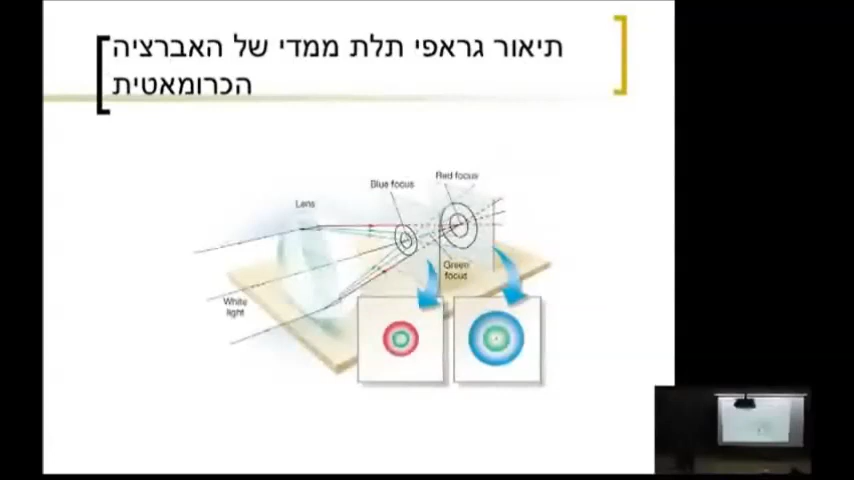 תיאור גראפי תלת ממדי של האברציה
הכרומאטית
Red focus
Blue focus
Lens
Green
focus
White
light